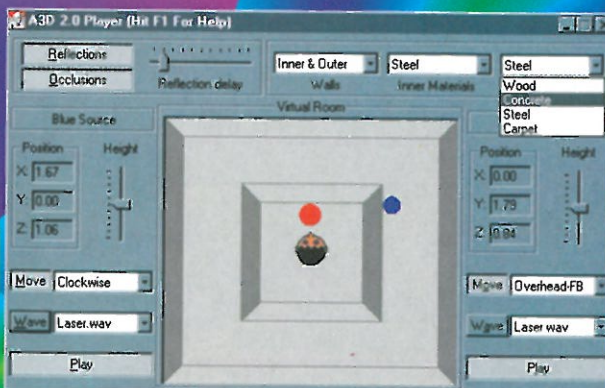 A3D 2.0 Player (Hit F1 For Help)
Reflections
Occlusions
Reflection delay
Inner & Outer
Walls
Steel
Inner Materials
Steel
Wood
Concrete
Steel
Carpet
Virtual Room
Blue Source
Position
Height
X: 1.67
Y: 0.00
Z: 1.06
Move Clockwise
Wave Laser.wav
Play
Position
Height
X: 0.00
Y: 1.79
Z: 0.84
Move Overhead-FB
Wave Laser.wav
Play